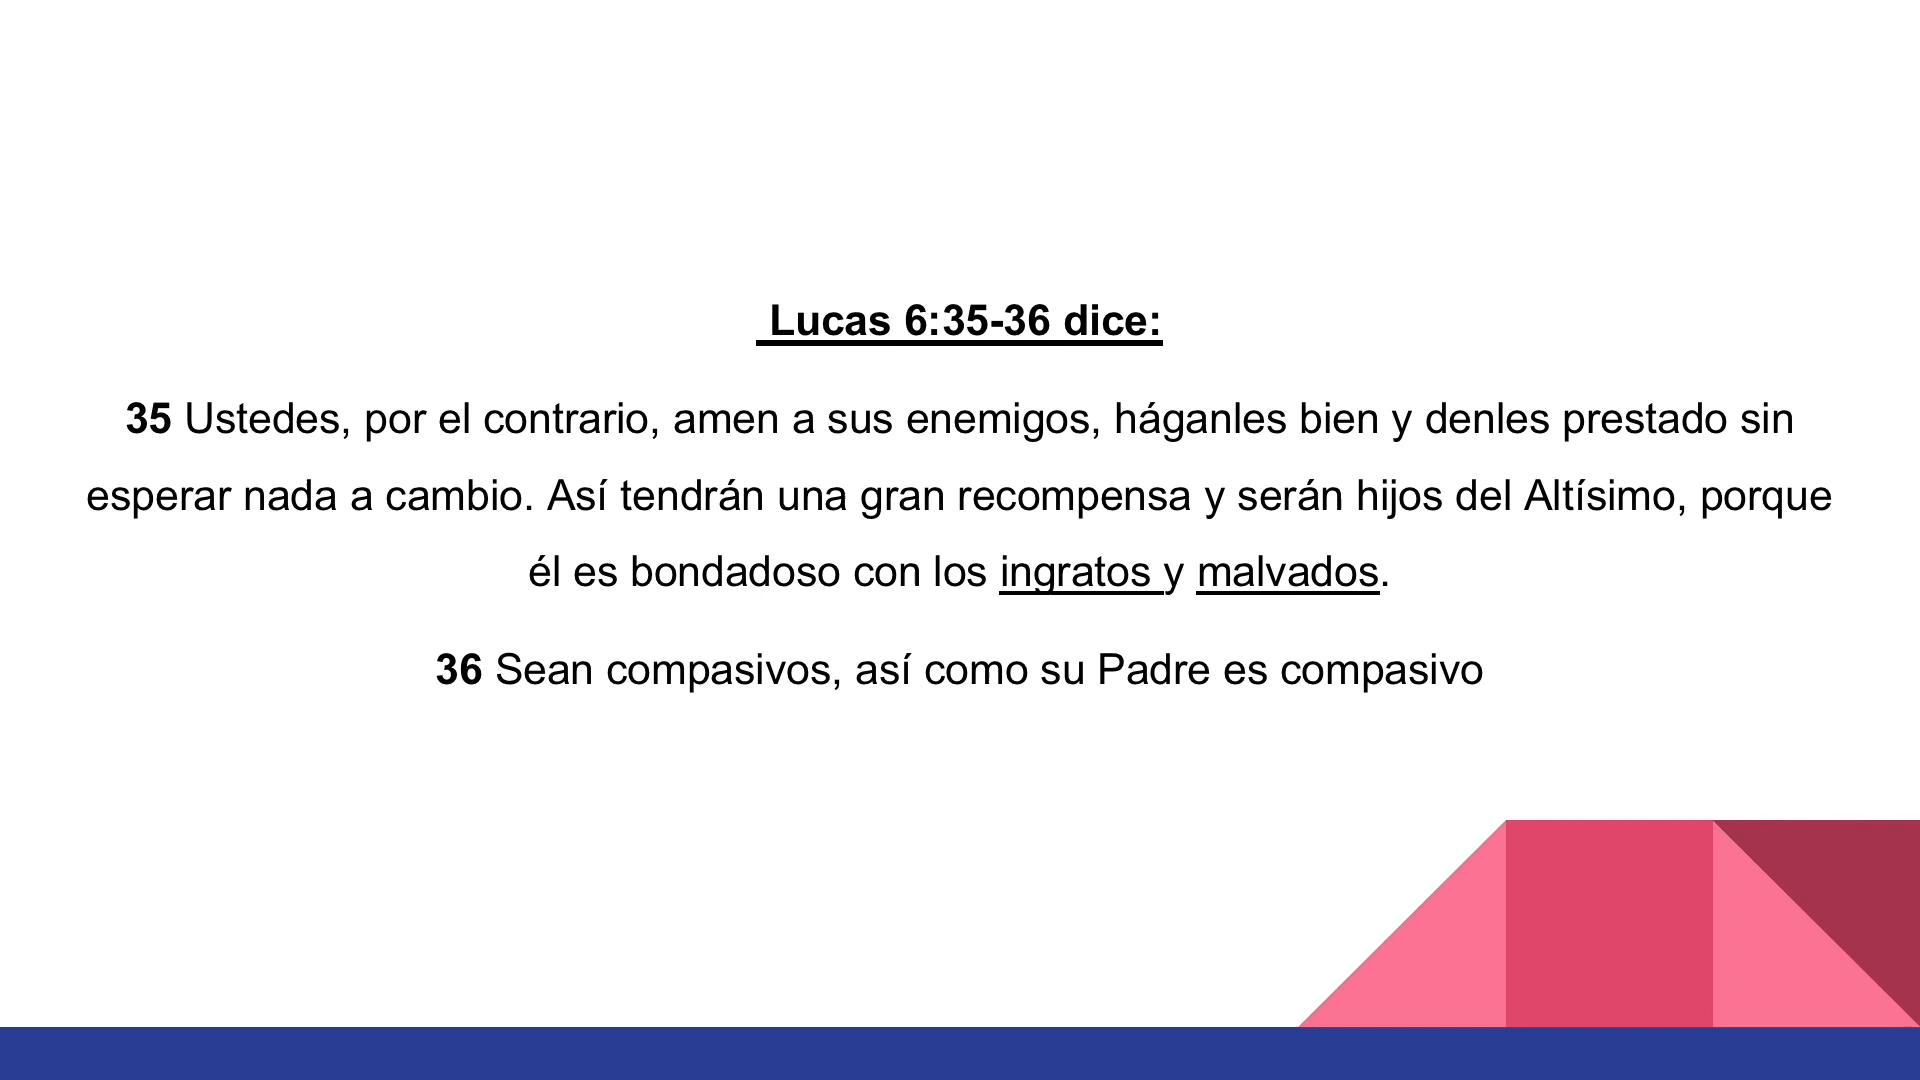 Lucas 6:35-36 dice:
35 Ustedes, por el contrario, amen a sus enemigos, háganles bien y denles prestado sin
esperar nada a cambio. Así tendrán una gran recompensa y serán hijos del Altísimo, porque
él es bondadoso con los ingratos y malvados.
36 Sean compasivos, así como su Padre es compasivo